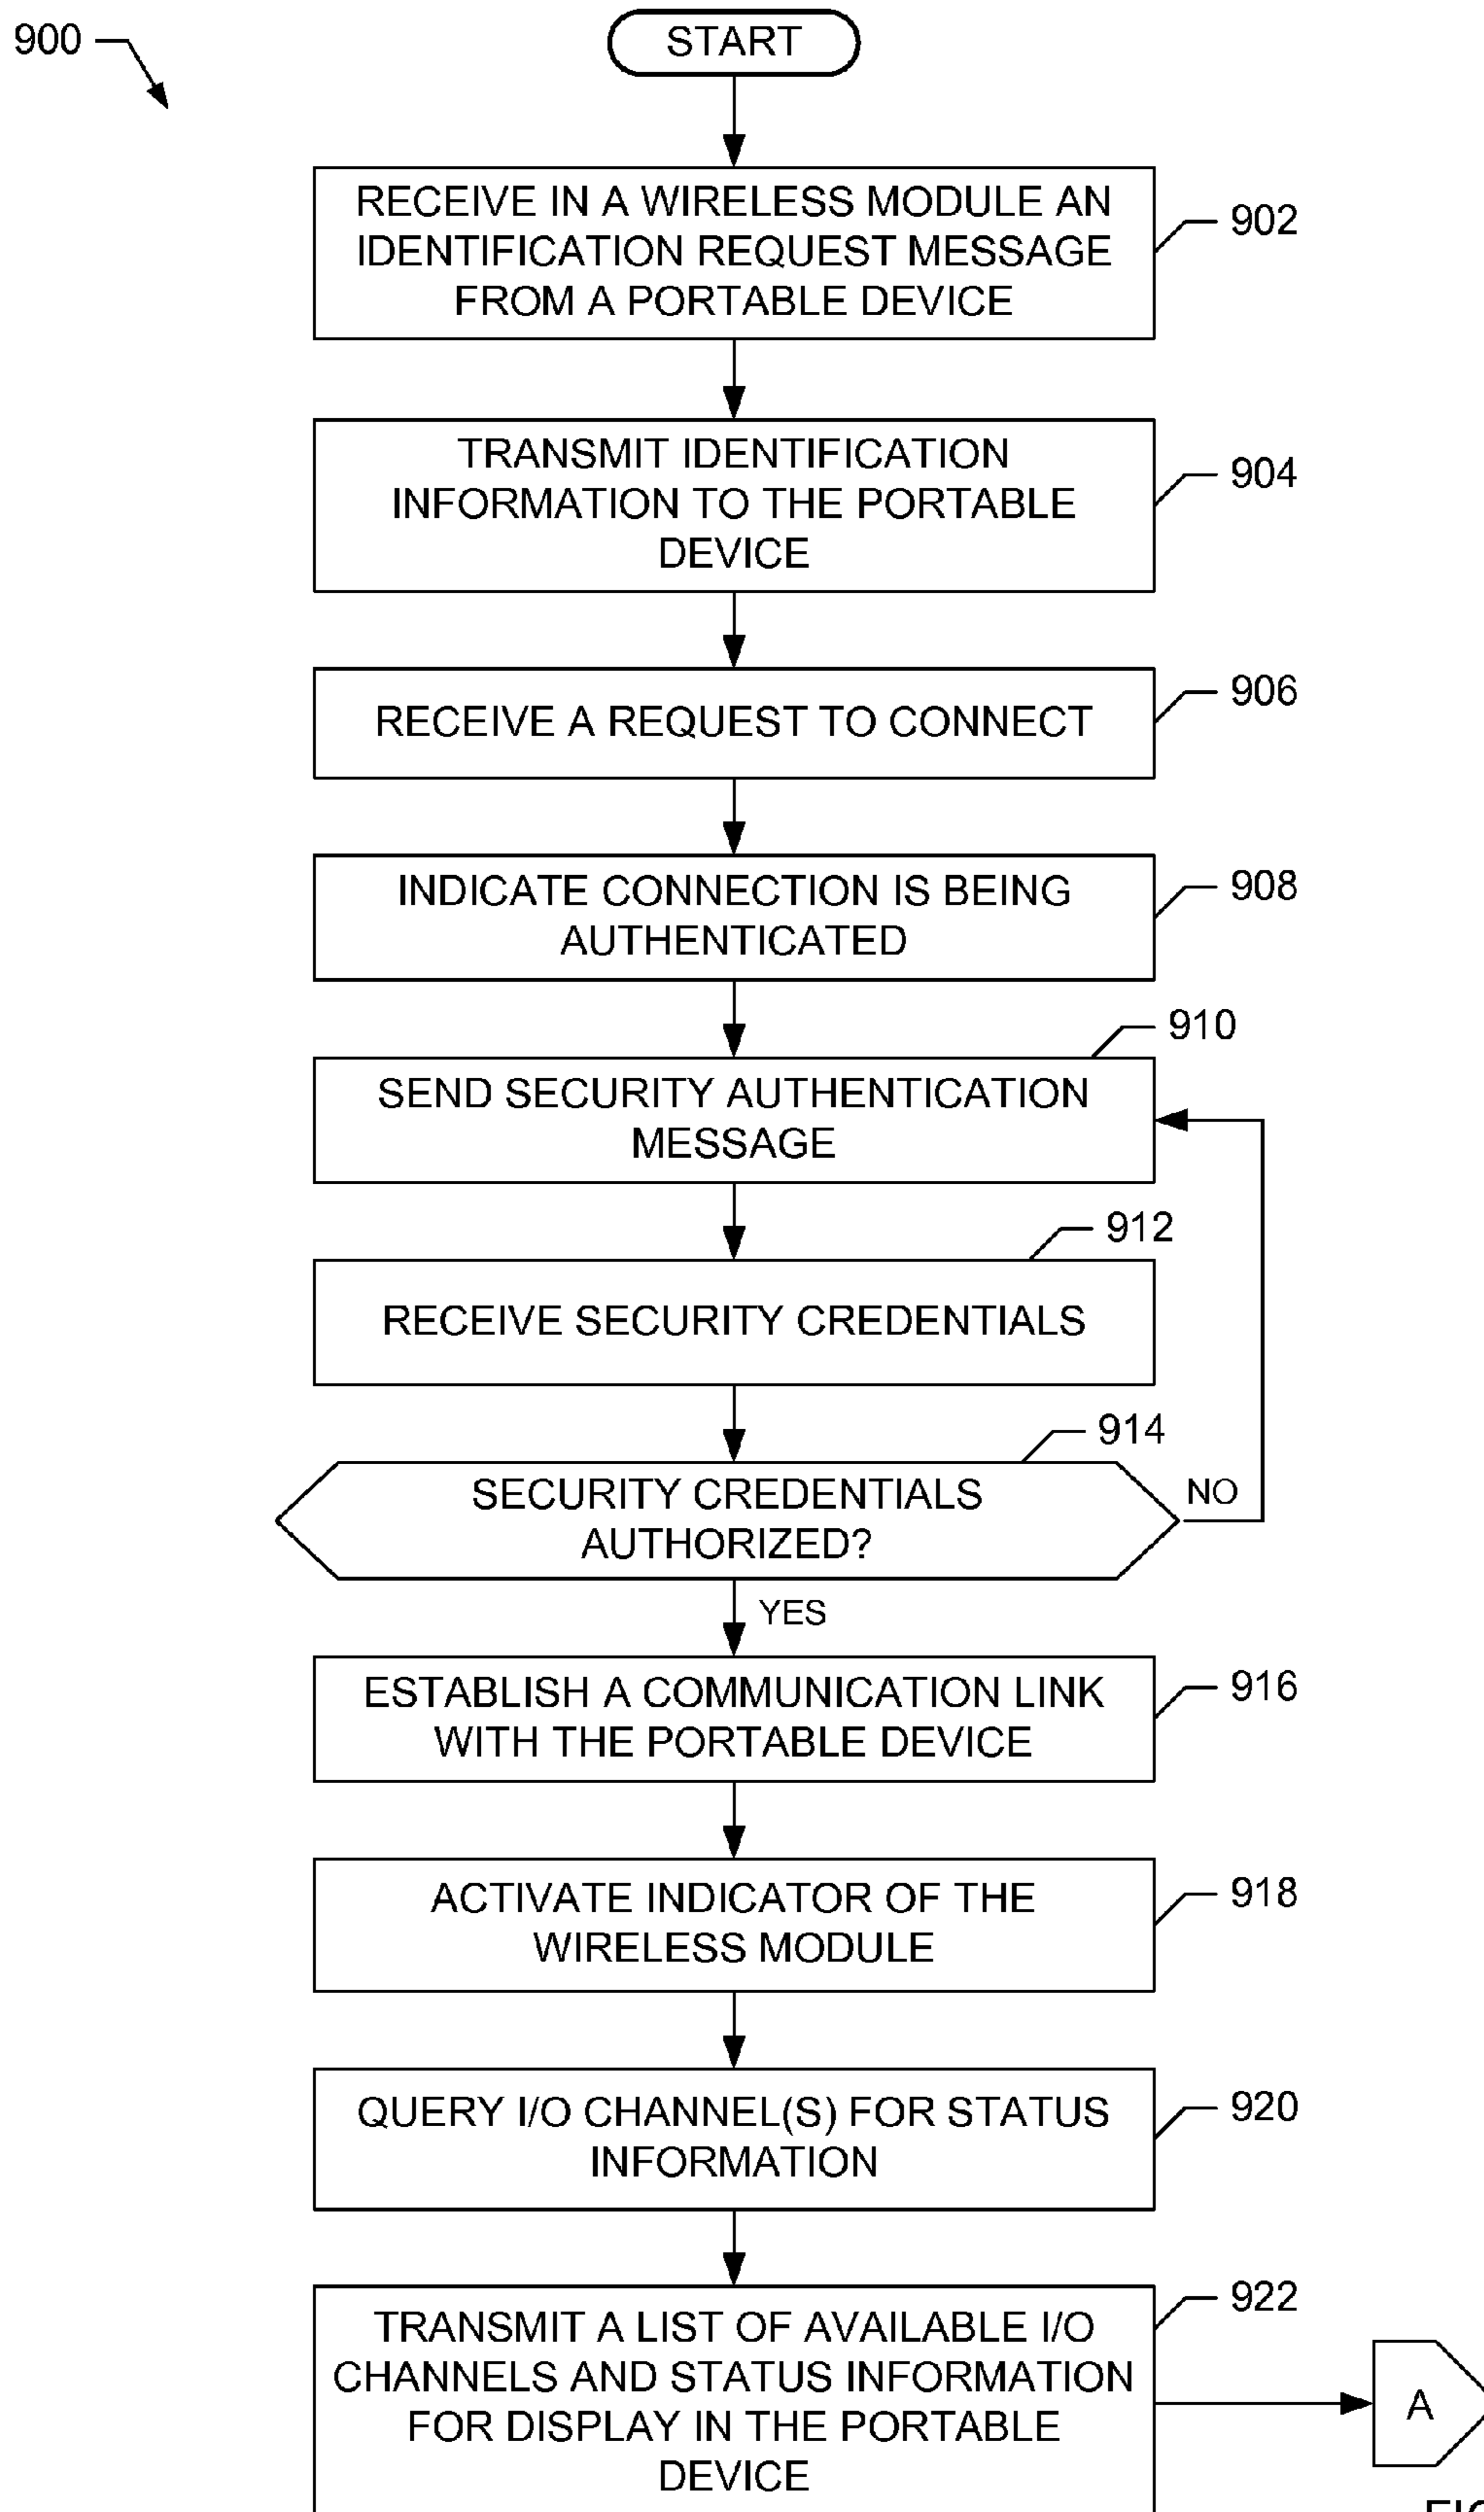 900
START
RECEIVE IN A WIRELESS MODULE AN
IDENTIFICATION REQUEST MESSAGE
FROM A PORTABLE DEVICE
902
TRANSMIT IDENTIFICATION
INFORMATION TO THE PORTABLE
DEVICE
904
RECEIVE A REQUEST TO CONNECT
906
INDICATE CONNECTION IS BEING
AUTHENTICATED
908
910
SEND SECURITY AUTHENTICATION
MESSAGE
912
RECEIVE SECURITY CREDENTIALS
914
SECURITY CREDENTIALS
AUTHORIZED?
NO
YES
ESTABLISH A COMMUNICATION LINK
WITH THE PORTABLE DEVICE
916
ACTIVATE INDICATOR OF THE
WIRELESS MODULE
918
QUERY I/O CHANNEL(S) FOR STATUS
INFORMATION
920
TRANSMIT A LIST OF AVAILABLE I/O
CHANNELS AND STATUS INFORMATION
FOR DISPLAY IN THE PORTABLE
DEVICE
922
A